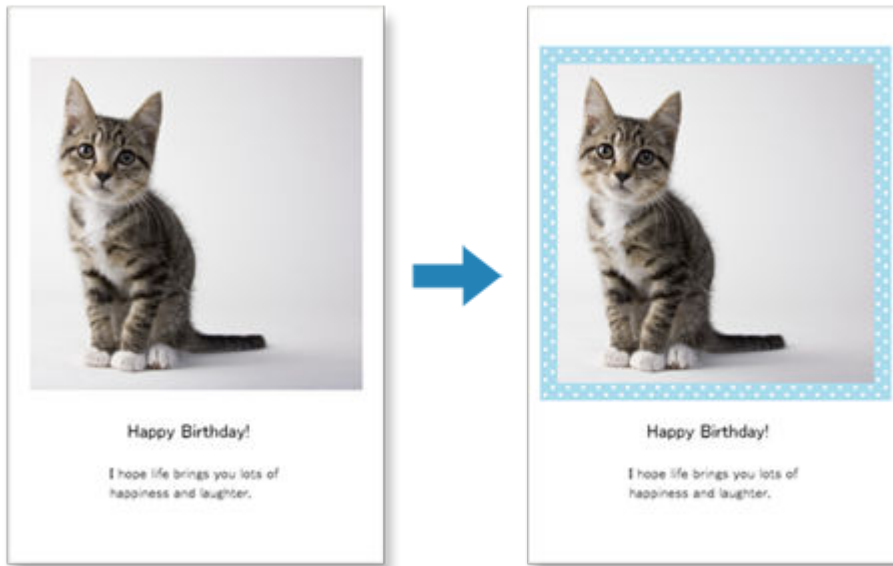 Happy Birthday!
I hope life brings you lots of
happiness and laughter.
Happy Birthday!
I hope life brings you lots of
happiness and laughter.